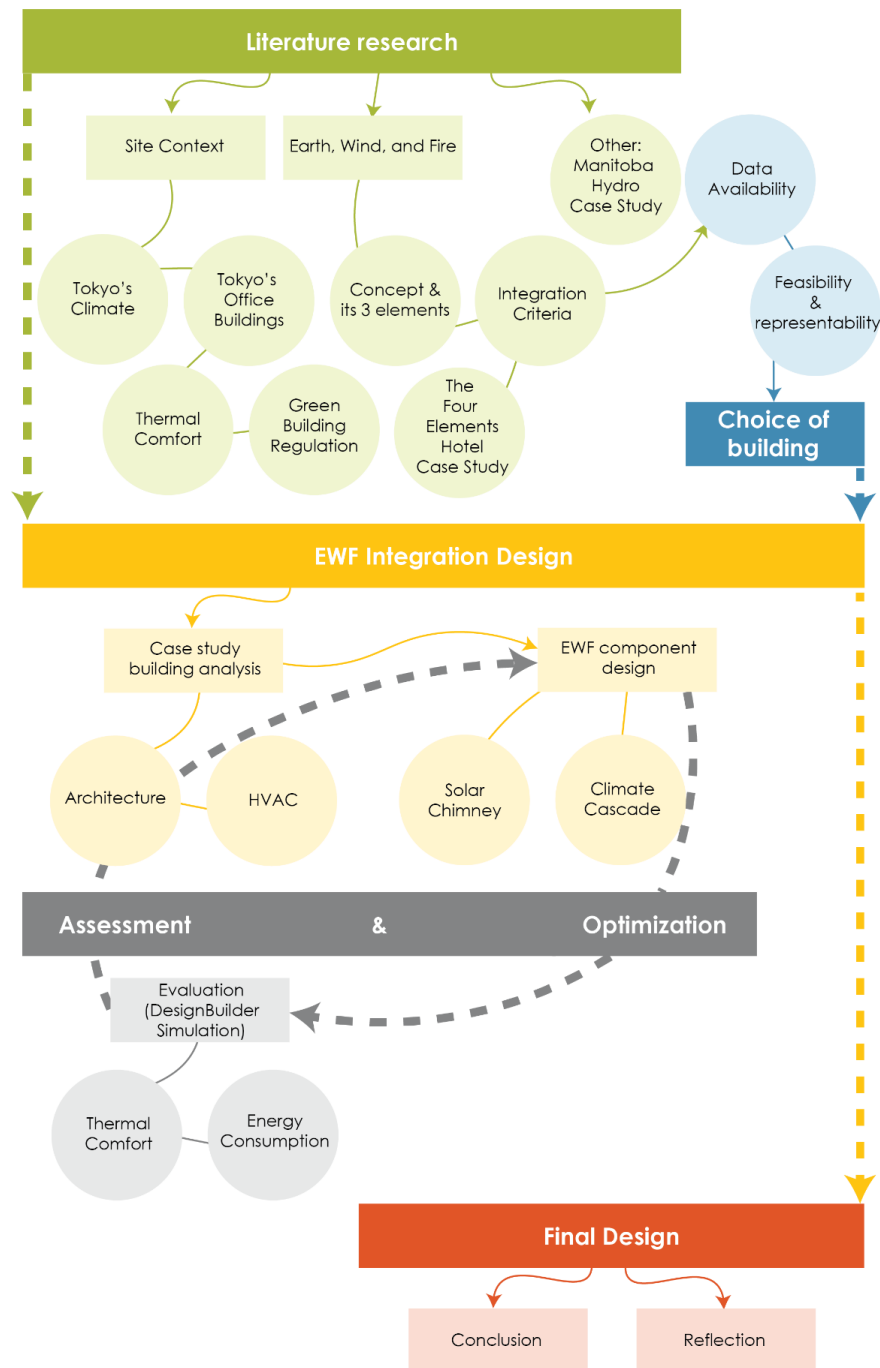 Literature research
Site Context
Earth, Wind, and Fire
Other:
Manitoba
Hydro
Case Study
Data
Availability
Tokyo's
Climate
Tokyo's
Office
Buildings
Concept &
its 3 elements
Integration
Criteria
Feasibility
&
representability
Thermal
Comfort
Green
Building
Regulation
The
Four
Elements
Hotel
Case Study
Choice of
building
EWF Integration Design
Case study
building analysis
EWF component
design
Architecture
HVAC
Solar
Chimney
Climate
Cascade
Assessment & Optimization
Evaluation
(DesignBuilder
Simulation)
Thermal
Comfort
Energy
Consumption
Final Design
Conclusion
Reflection